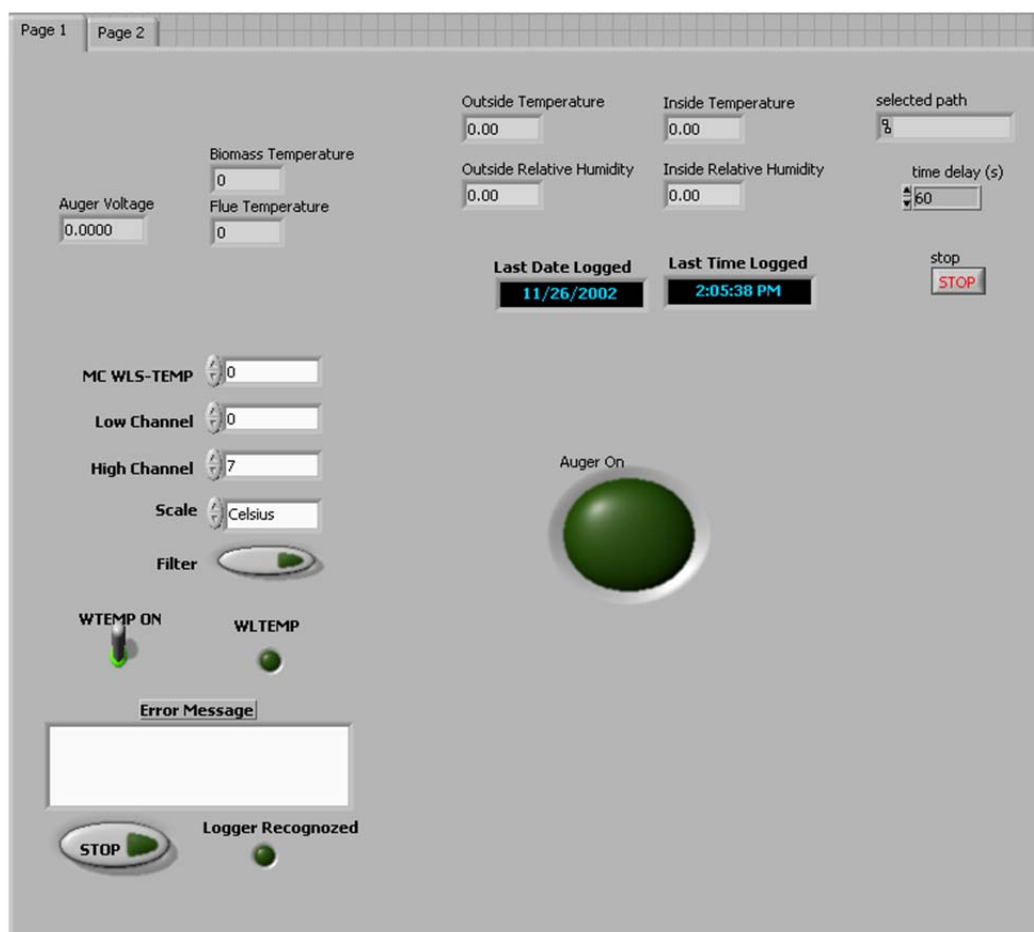 Page 1
Page 2
Outside Temperature
0.00
Inside Temperature
0.00
selected path
Biomass Temperature
0
Outside Relative Humidity
0.00
Inside Relative Humidity
0.00
time delay (s)
60
Auger Voltage
0.0000
Flue Temperature
0
Last Date Logged
11/26/2002
Last Time Logged
2:05:38 PM
stop
STOP
MC WLS-TEMP
0
Low Channel
0
High Channel
7
Scale
Celsius
Filter
Auger On
WTEMP ON
WLTEMP
Error Message
STOP
Logger Recognozed